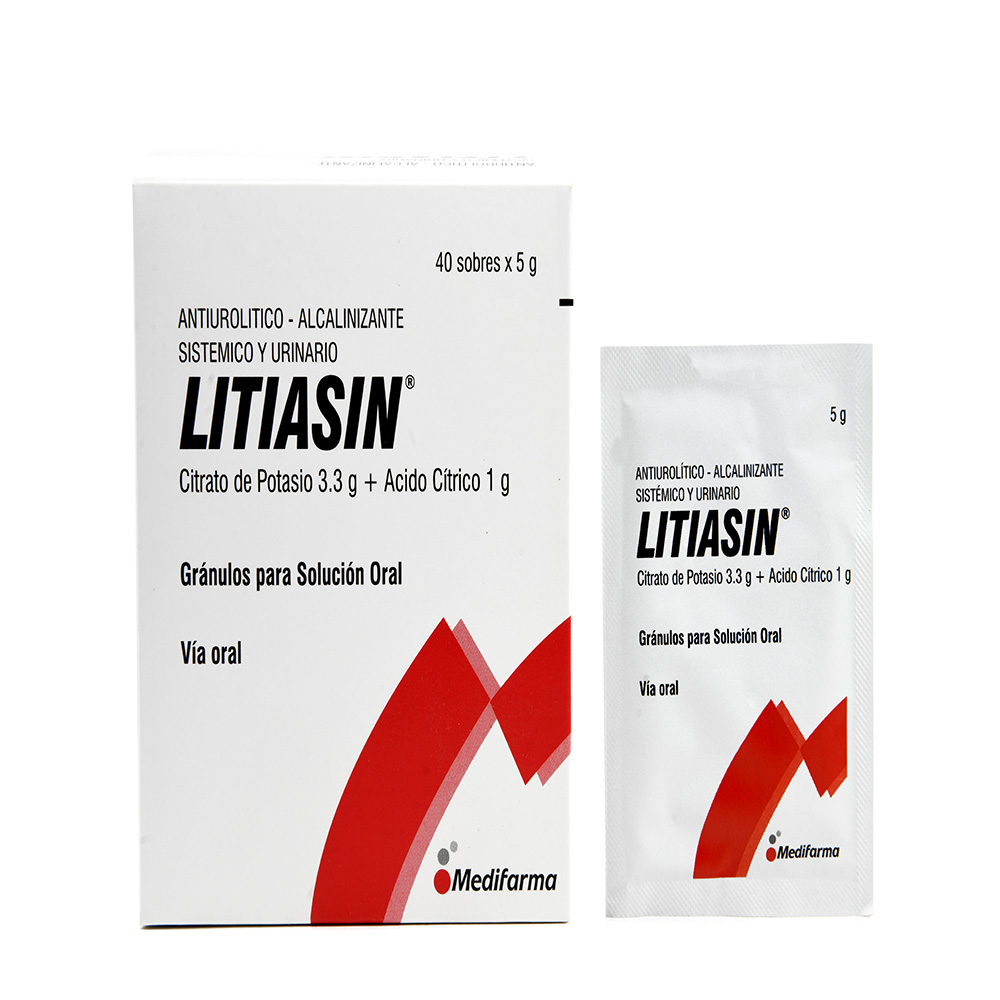 40 sobres x 5 g
ANTIUROLITICO - ALCALINIZANTE
SISTEMICO Y URINARIO
LITIASIN®
Citrato de Potasio 3.3 g + Acido Cítrico 1 g
Gránulos para Solución Oral
Vía oral
Medifarma
5 g
ANTIUROLÍTICO - ALCALINIZANTE
SISTÉMICO Y URINARIO
LITIASIN®
Citrato de Potasio 3.3 g + Acido Cítrico 1 g
Gránulos para Solución Oral
Vía oral
Medifarma